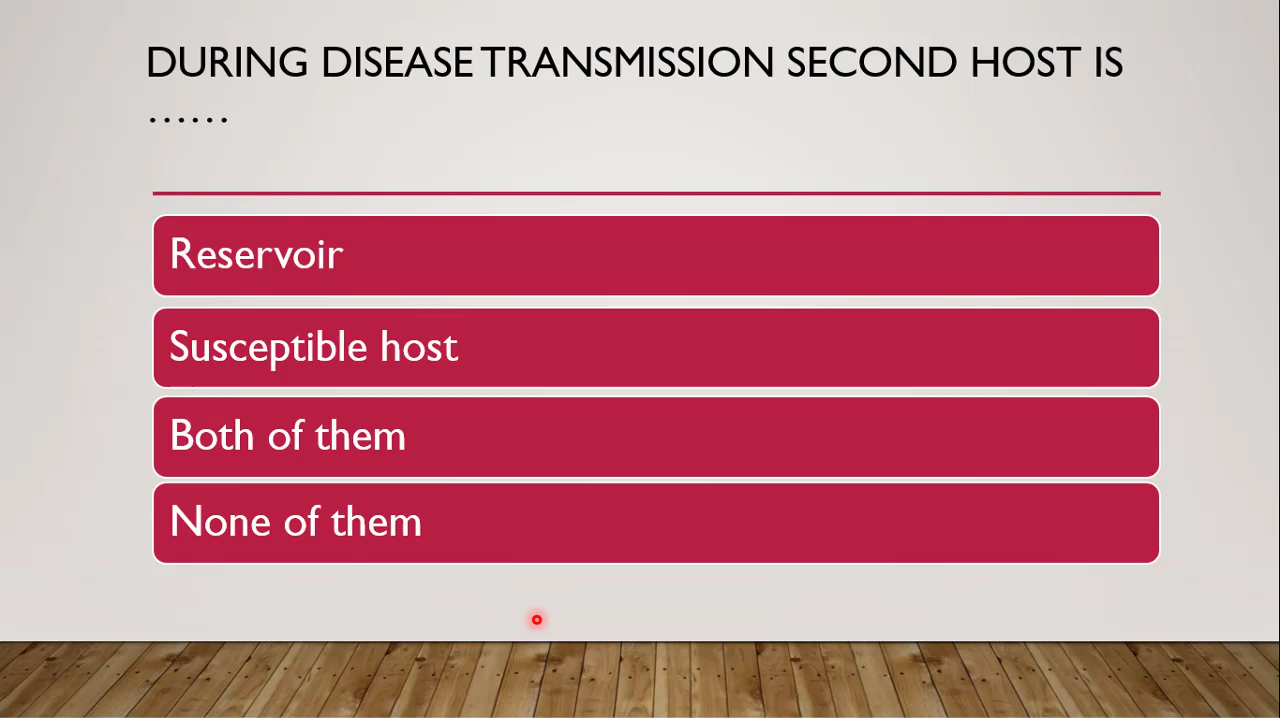 DURING DISEASE TRANSMISSION SECOND HOST IS
......
Reservoir
Susceptible host
Both of them
None of them